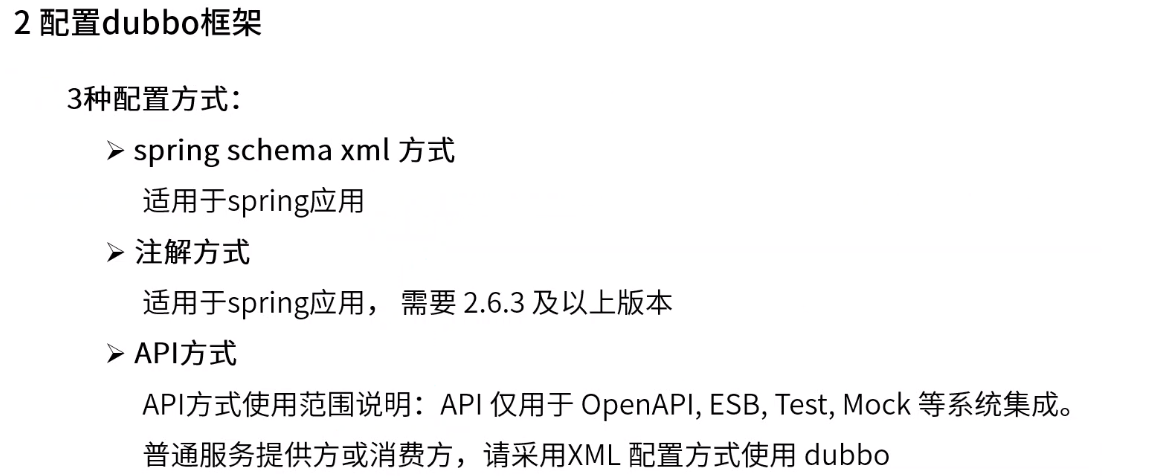 2 配置dubbo框架
3种配置方式：
➢ spring schema xml 方式
适用于spring应用
➢ 注解方式
适用于spring应用， 需要 2.6.3 及以上版本
➢ API方式
API方式使用范围说明：API 仅用于 OpenAPI, ESB, Test, Mock 等系统集成。
普通服务提供方或消费方，请采用XML 配置方式使用 dubbo